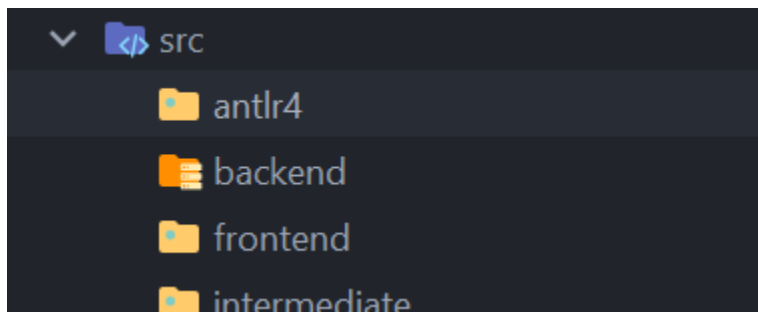 src
antlr4
backend
frontend
intermediate